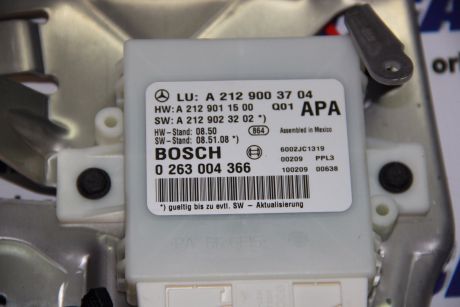 LU: A 212 900 37 04
HW: A 212 901 15 00 Q01 APA
SW: A 212 902 32 02 *)
HW-Stand: 08.50 864 Assembled in Mexico
SW-Stand: 08.51.08 *)
BOSCH 6002JC1319
0 263 004 366 00209 PPL3
100209 00638
*) gueltig bis zu evtl. SW - Aktualisierung